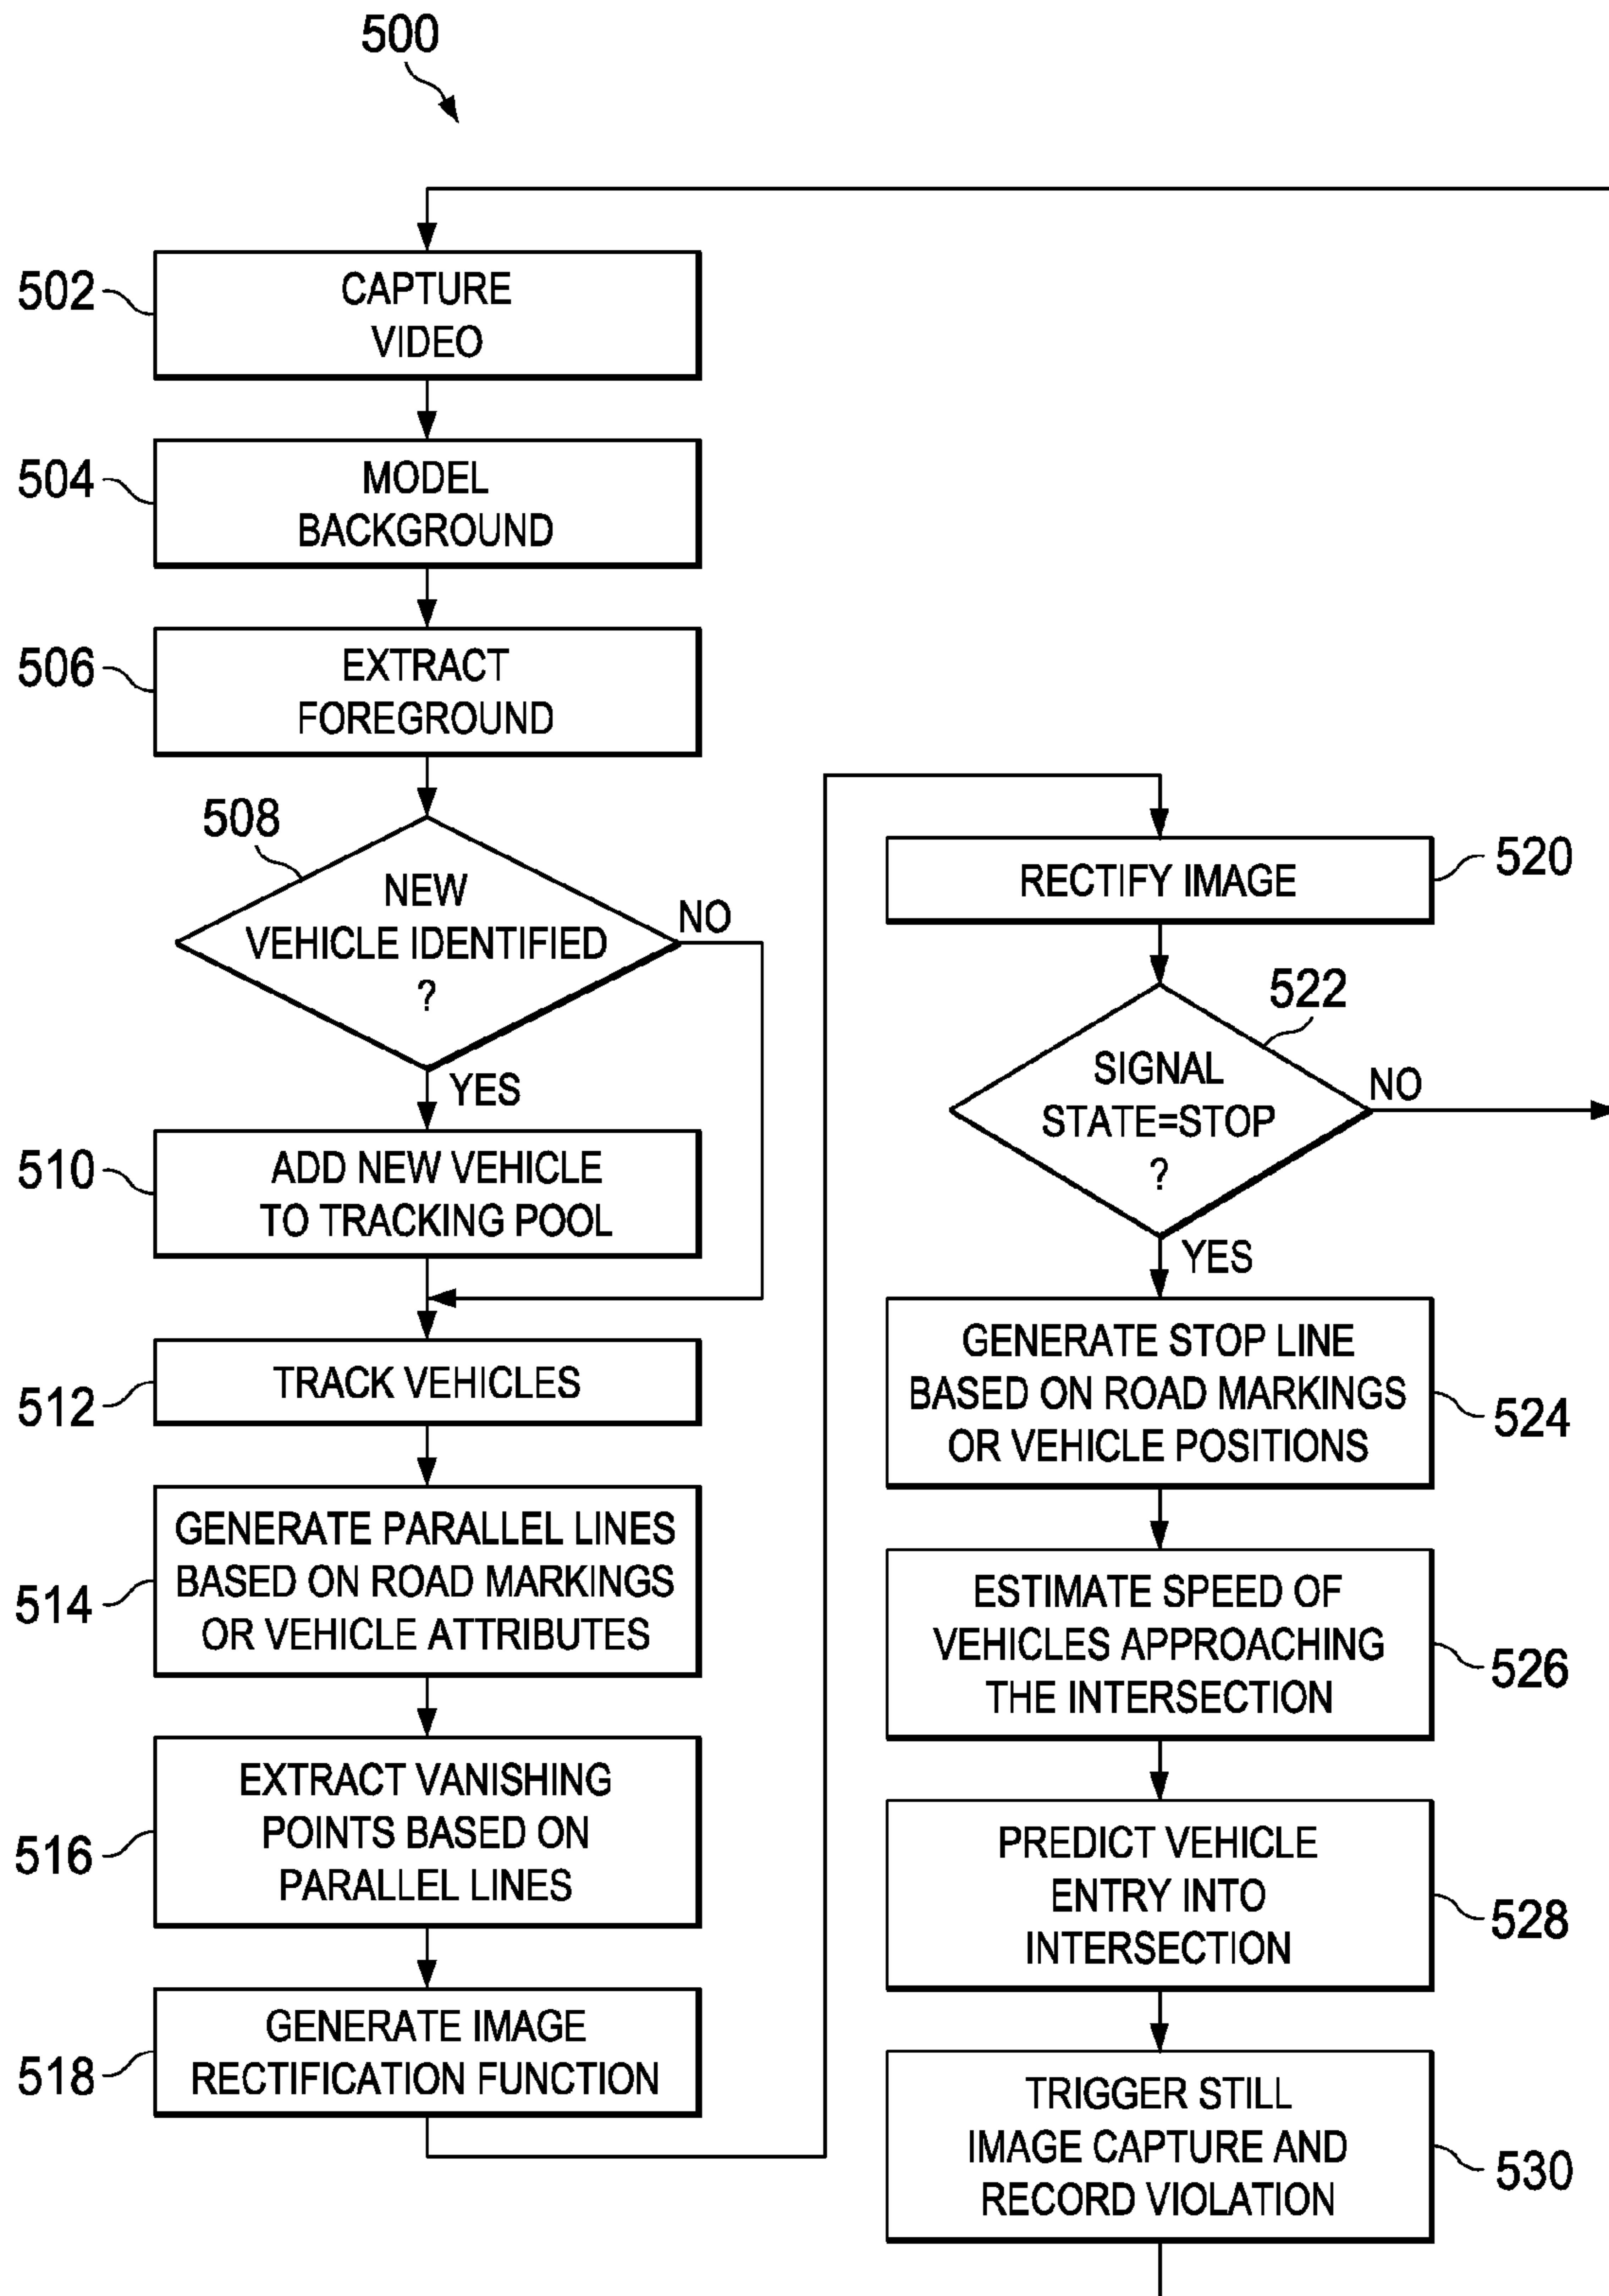 500
502
CAPTURE
VIDEO
504
MODEL
BACKGROUND
506
EXTRACT
FOREGROUND
508
NEW
VEHICLE IDENTIFIED
?
NO
YES
510
ADD NEW VEHICLE
TO TRACKING POOL
512
TRACK VEHICLES
514
GENERATE PARALLEL LINES
BASED ON ROAD MARKINGS
OR VEHICLE ATTRIBUTES
516
EXTRACT VANISHING
POINTS BASED ON
PARALLEL LINES
518
GENERATE IMAGE
RECTIFICATION FUNCTION
RECTIFY IMAGE
520
522
SIGNAL
STATE=STOP
?
NO
YES
GENERATE STOP LINE
BASED ON ROAD MARKINGS
OR VEHICLE POSITIONS
524
ESTIMATE SPEED OF
VEHICLES APPROACHING
THE INTERSECTION
526
PREDICT VEHICLE
ENTRY INTO
INTERSECTION
528
TRIGGER STILL
IMAGE CAPTURE AND
RECORD VIOLATION
530